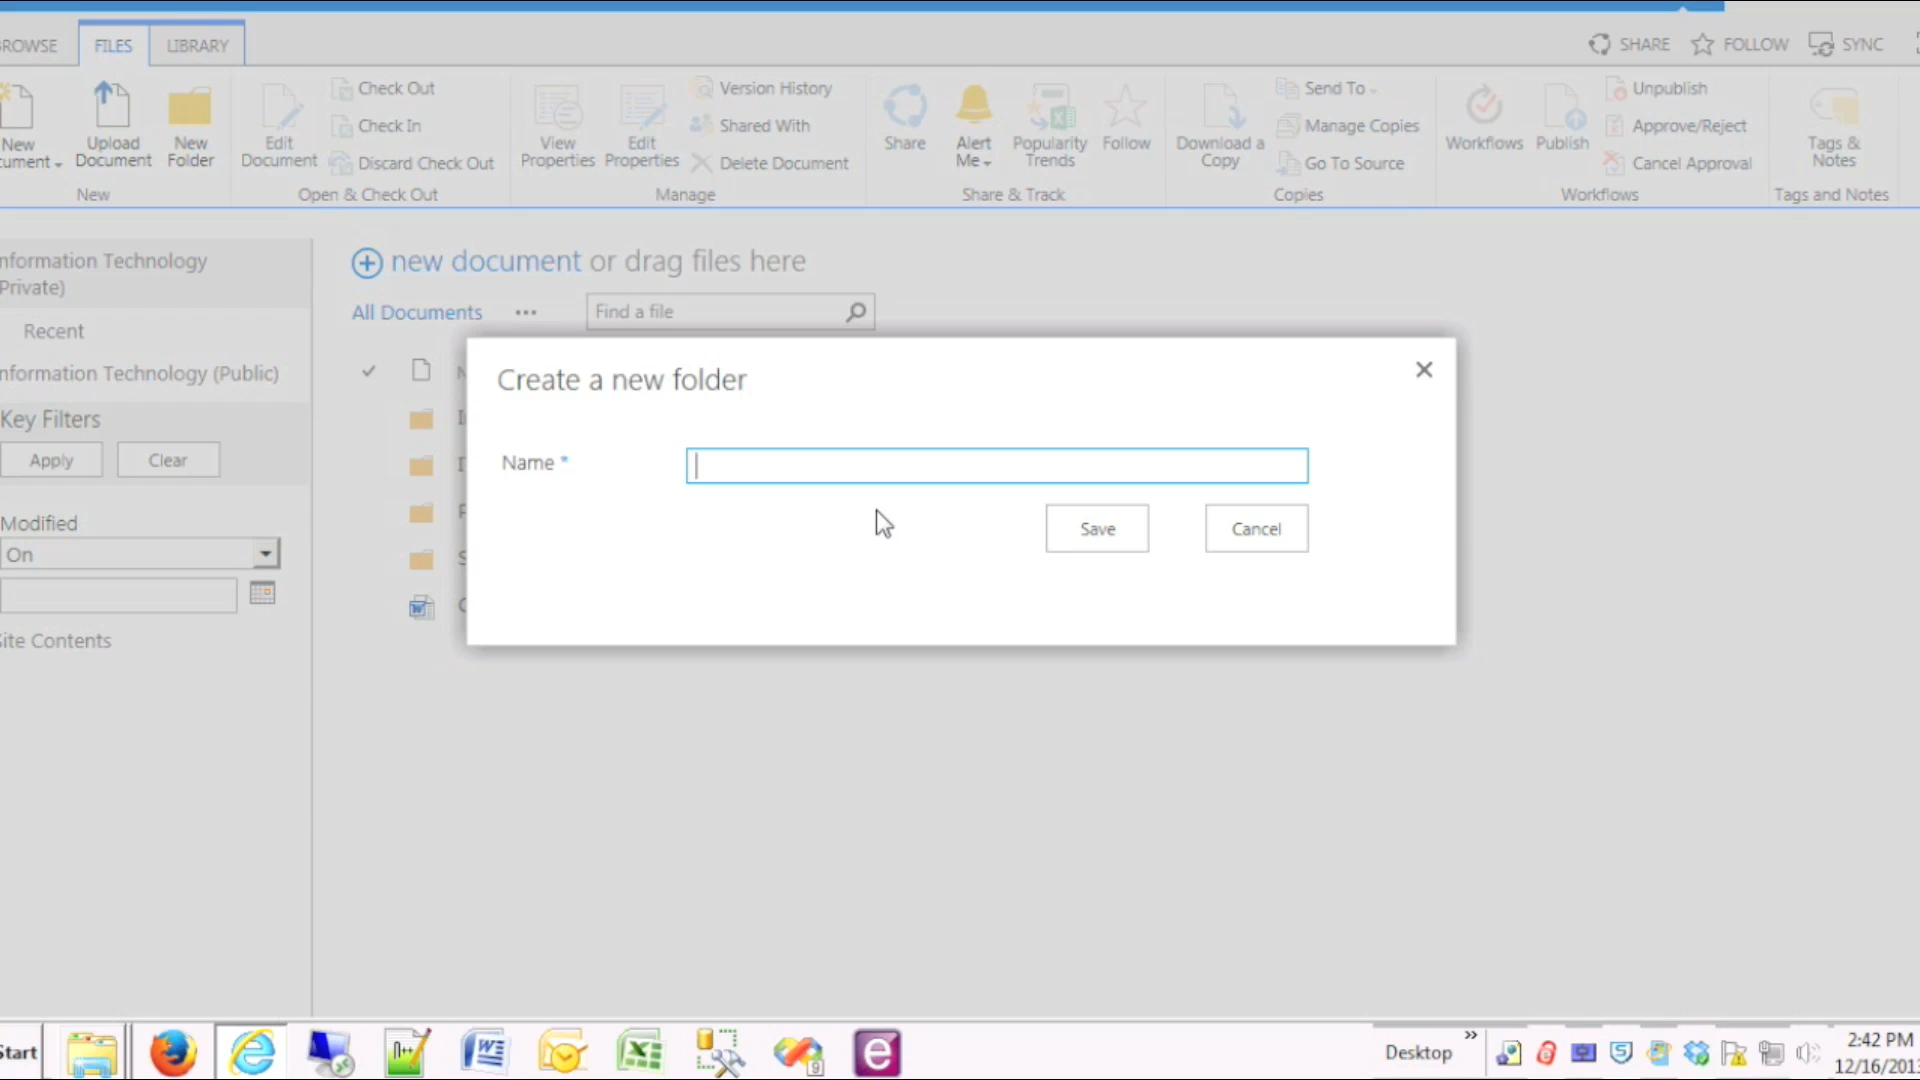 ROWSE FILES LIBRARY SHARE FOLLOW SYNC
New
cument
Upload
Document
New
Folder
New
Edit
Document
Check Out
Check In
Discard Check Out
Open & Check Out
View
Properties
Edit
Properties
Version History
Shared With
Delete Document
Manage
Share
Alert
Me
Popularity
Trends
Follow
Share & Track
Download a
Copy
Send To
Manage Copies
Go To Source
Copies
Workflows
Publish
Unpublish
Approve/Reject
Cancel Approval
Workflows
Tags &
Notes
Tags and Notes
nformation Technology
Private)
Recent
nformation Technology (Public)
Key Filters
Apply Clear
Modified
On
ite Contents
new document or drag files here
All Documents ... Find a file
Create a new folder
Name *
Save Cancel
Start
Desktop
2:42 PM
12/16/201